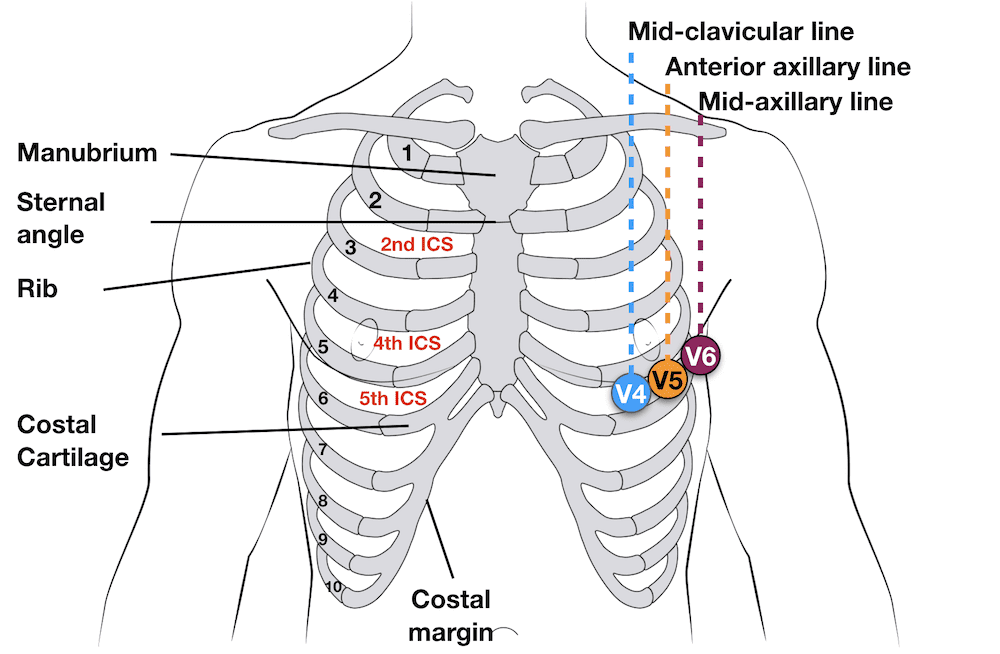 Mid-clavicular line
Anterior axillary line
Mid-axillary line
Manubrium
1
Sternal
angle
2
2nd ICS
3
Rib
4
4th ICS
5
V6
V5
V4
5th ICS
6
Costal
Cartilage
7
8
9
10
Costal
margin